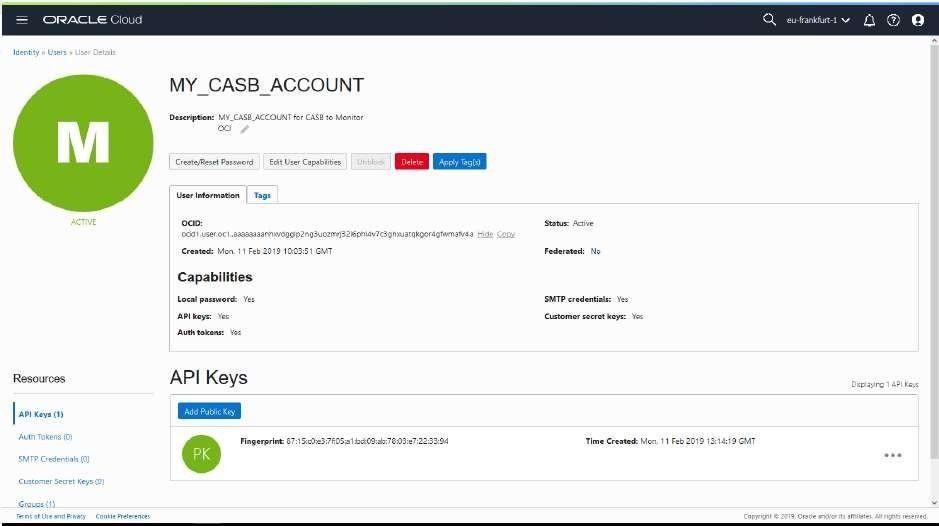 ORACLE Cloud
eu-frankfurt-1
Identity » Users » User Details
M
ACTIVE
MY_CASB_ACCOUNT
Description: MY_CASB_ACCOUNT for CASB to Monitor
OCI
Create/Reset Password Edit User Capabilities Unblock Delete Apply Tag(s)
User Information Tags
OCID:
Hide Copy
Status: Active
Created: Mon, 11 Feb 2019 10:03:51 GMT
Federated: No
Capabilities
Local password: Yes
SMTP credentials: Yes
API keys: Yes
Customer secret keys: Yes
Auth tokens: Yes
Resources
API Keys (1)
Auth Tokens (0)
SMTP Credentials (0)
Customer Secret Keys (0)
Groups (1)
API Keys
Displaying 1 API Keys
Add Public Key
PK
Fingerprint: 87:15:c0:e3:7f:05:a1:bd:09:ab:78:03:e7:22:33:94
Time Created: Mon, 11 Feb 2019 13:14:19 GMT
Terms of Use and Privacy Cookie Preferences
Copyright © 2019, Oracle and/or its affiliates. All rights reserved.